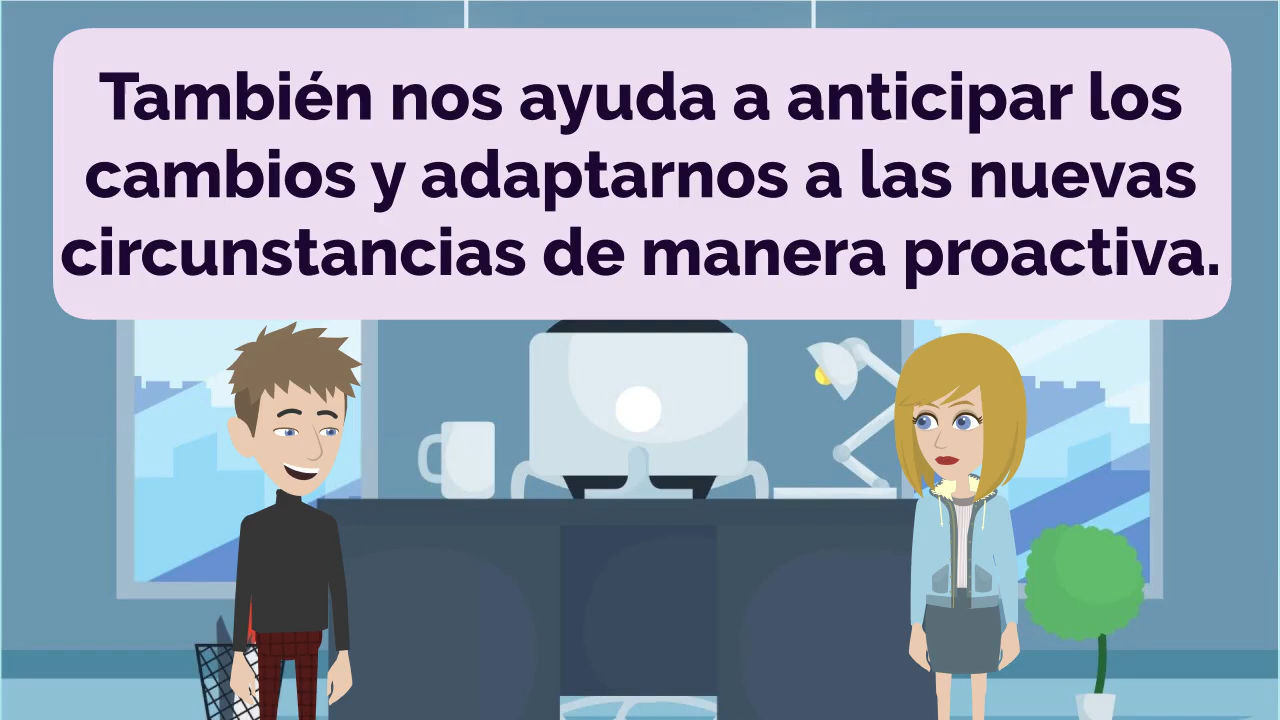 También nos ayuda a anticipar los
cambios y adaptarnos a las nuevas
circunstancias de manera proactiva.